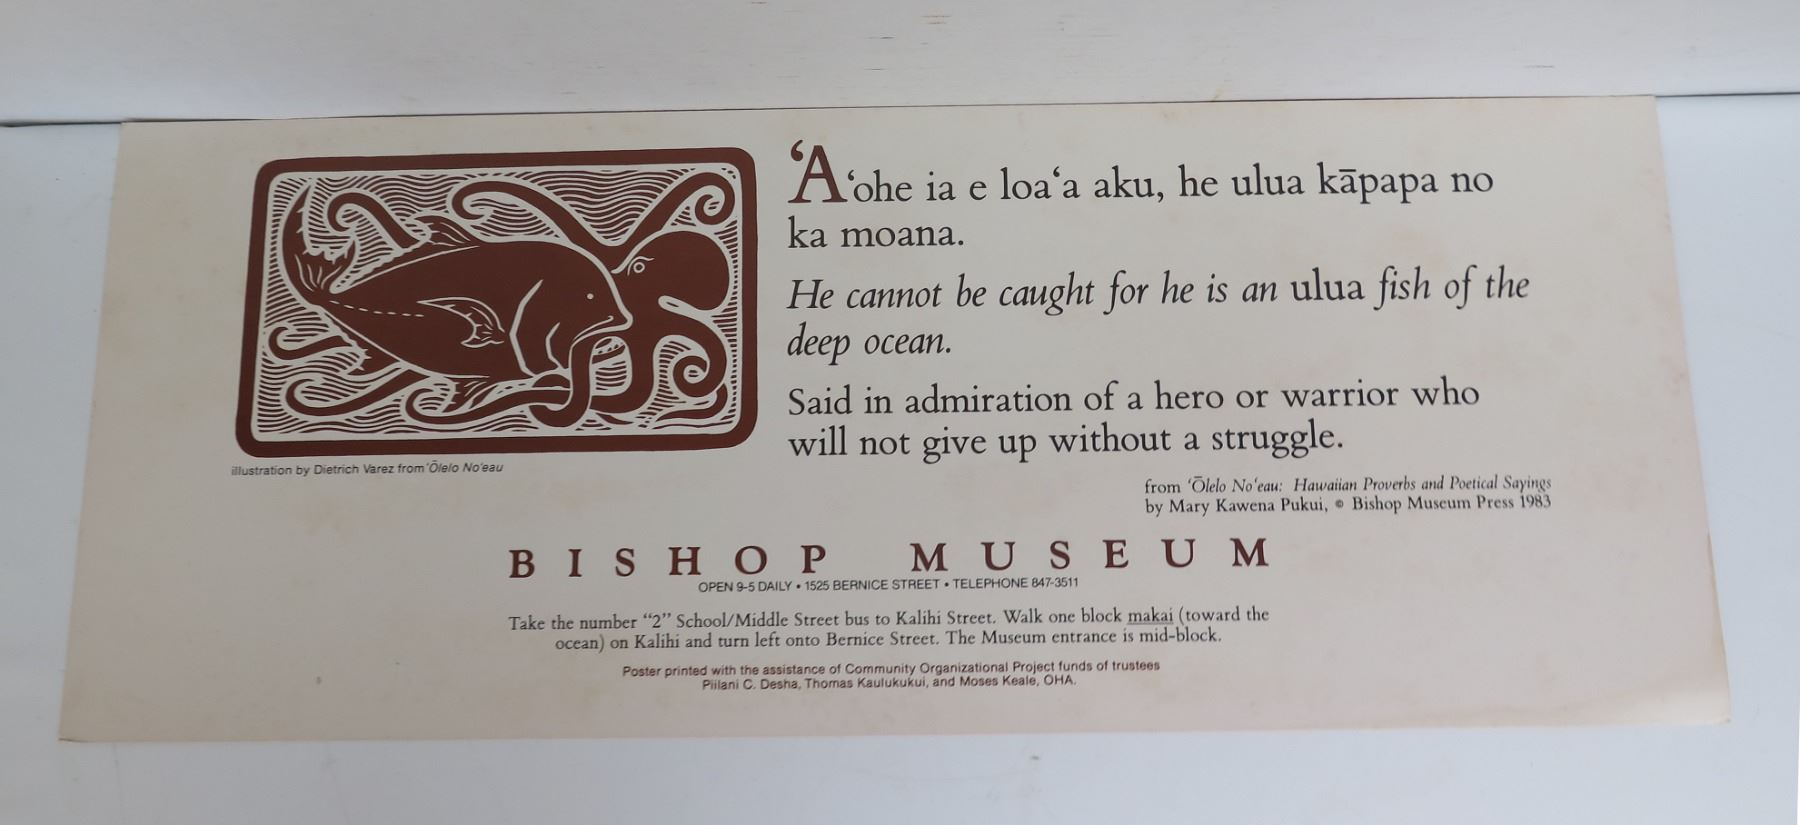 ʻAʻohe ia e loaʻa aku, he ulua kāpapa no
ka moana.
He cannot be caught for he is an ulua fish of the
deep ocean.
Said in admiration of a hero or warrior who
will not give up without a struggle.
illustration by Dietrich Varez from ʻŌlelo Noʻeau
from ʻŌlelo Noʻeau: Hawaiian Proverbs and Poetical Sayings
by Mary Kawena Pukui, © Bishop Museum Press 1983
BISHOP MUSEUM
OPEN 9-5 DAILY • 1525 BERNICE STREET • TELEPHONE 847-3511
Take the number “2” School/Middle Street bus to Kalihi Street. Walk one block makai (toward the
ocean) on Kalihi and turn left onto Bernice Street. The Museum entrance is mid-block.
Poster printed with the assistance of Community Organizational Project funds of trustees
Piilani C. Desha, Thomas Kaulukukui, and Moses Keale, OHA.